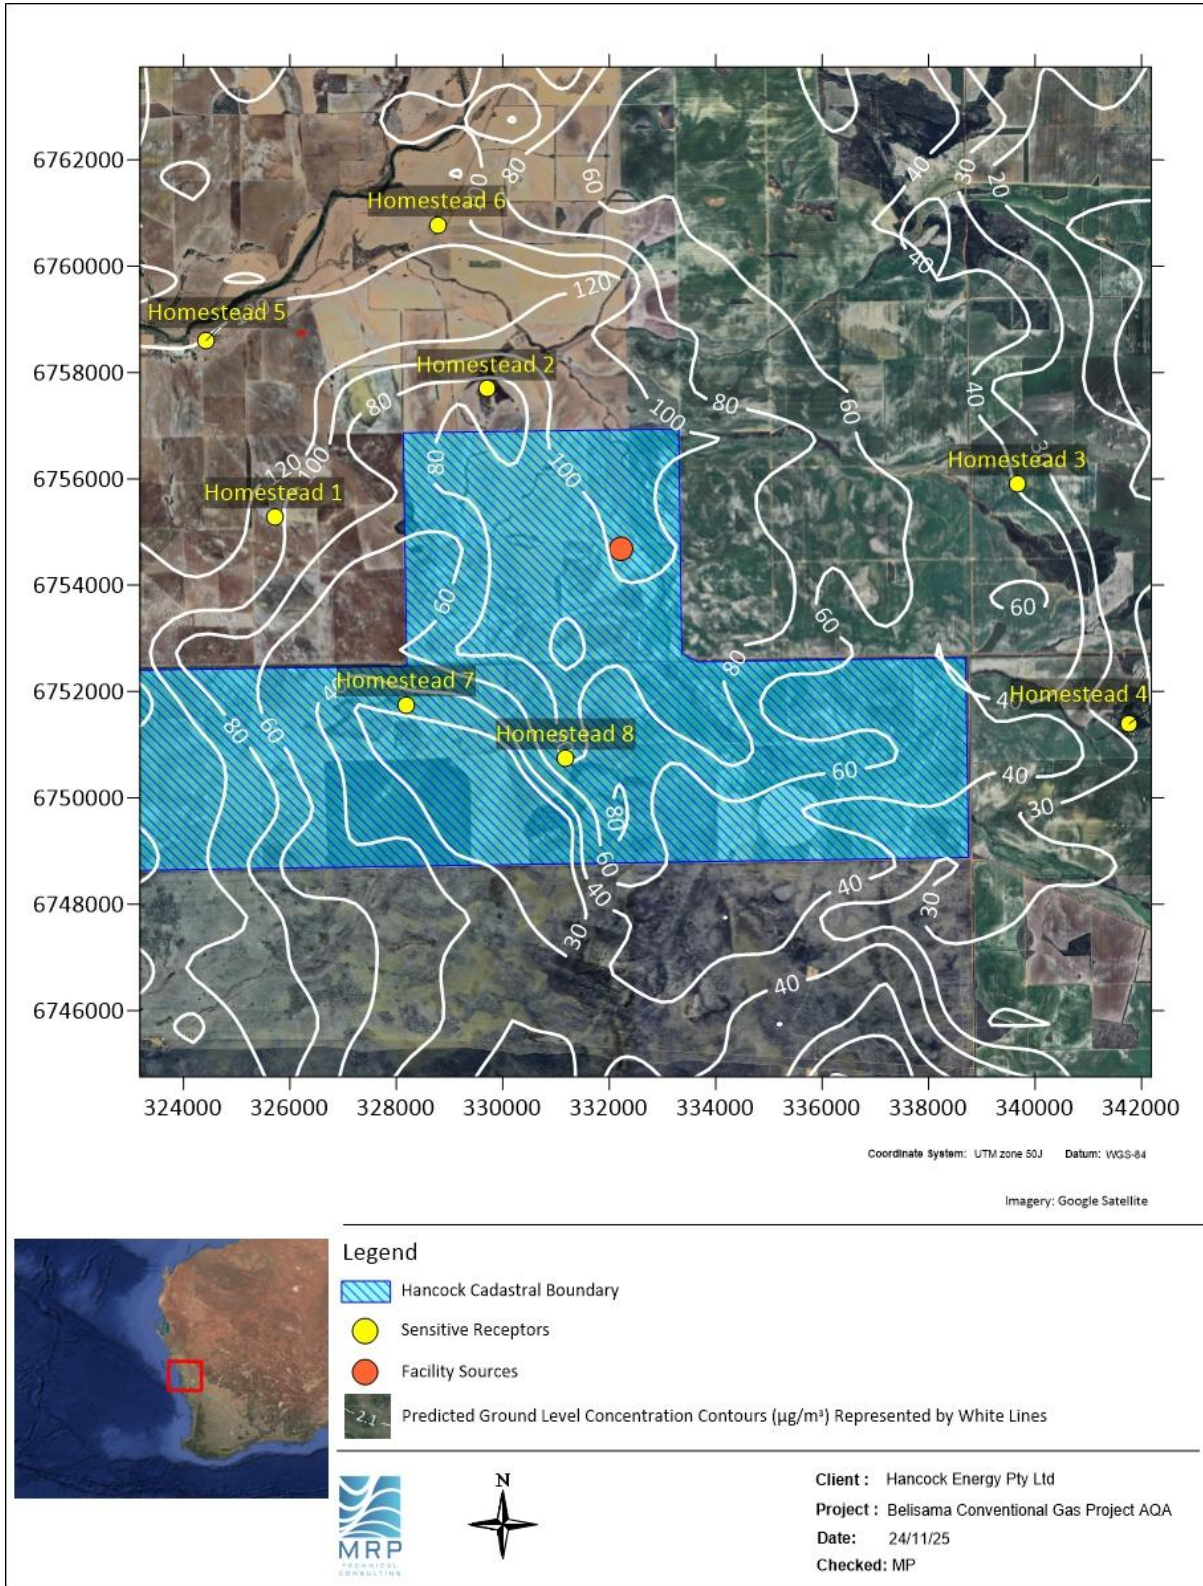 6762000
6760000
6758000
6756000
6754000
6752000
6750000
6748000
6746000
324000 326000 328000 330000 332000 334000 336000 338000 340000 342000
80
60
40
30
20
Homestead 6
40
120
Homestead 5
Homestead 2
80
100
80
60
40
120
100
Homestead 1
80
100
Homestead 3
60
60
60
80
Homestead 7
40
Homestead 4
80
60
Homestead 8
80
60
40
30
60
40
30
60
40
30
40
30
40
Coordinate System: UTM zone 50J Datum: WGS-84
Imagery: Google Satellite
Legend
Hancock Cadastral Boundary
Sensitive Receptors
Facility Sources
2.1
Predicted Ground Level Concentration Contours (µg/m³) Represented by White Lines
MRP
TECHNICAL
CONSULTING
N
Client : Hancock Energy Pty Ltd
Project : Belisama Conventional Gas Project AQA
Date: 24/11/25
Checked: MP